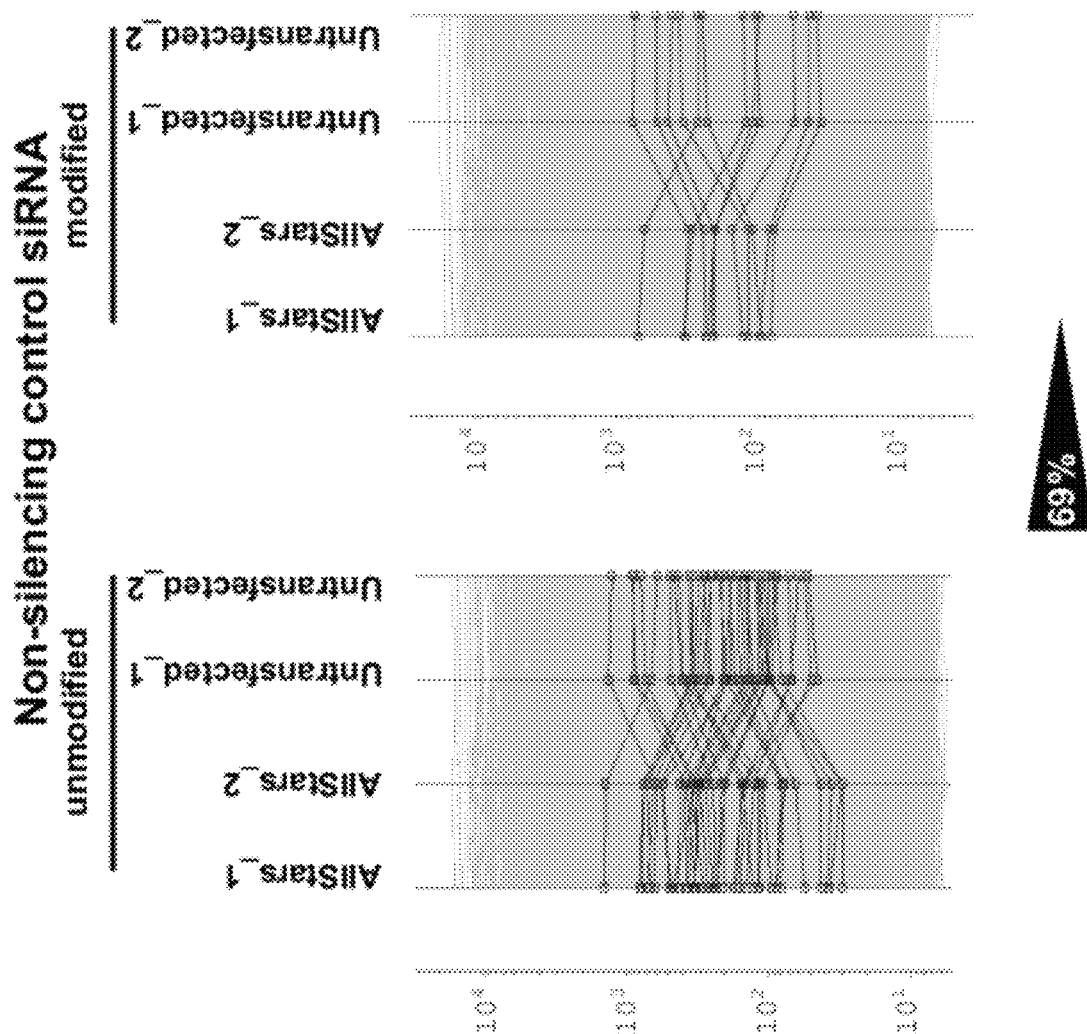 Non-silencing control siRNA
unmodified
modified
AllStars_1
AllStars_2
Untransfected_1
Untransfected_2
AllStars_1
AllStars_2
Untransfected_1
Untransfected_2
10⁴
10³
10²
10¹
10⁴
10³
10²
10¹
69%